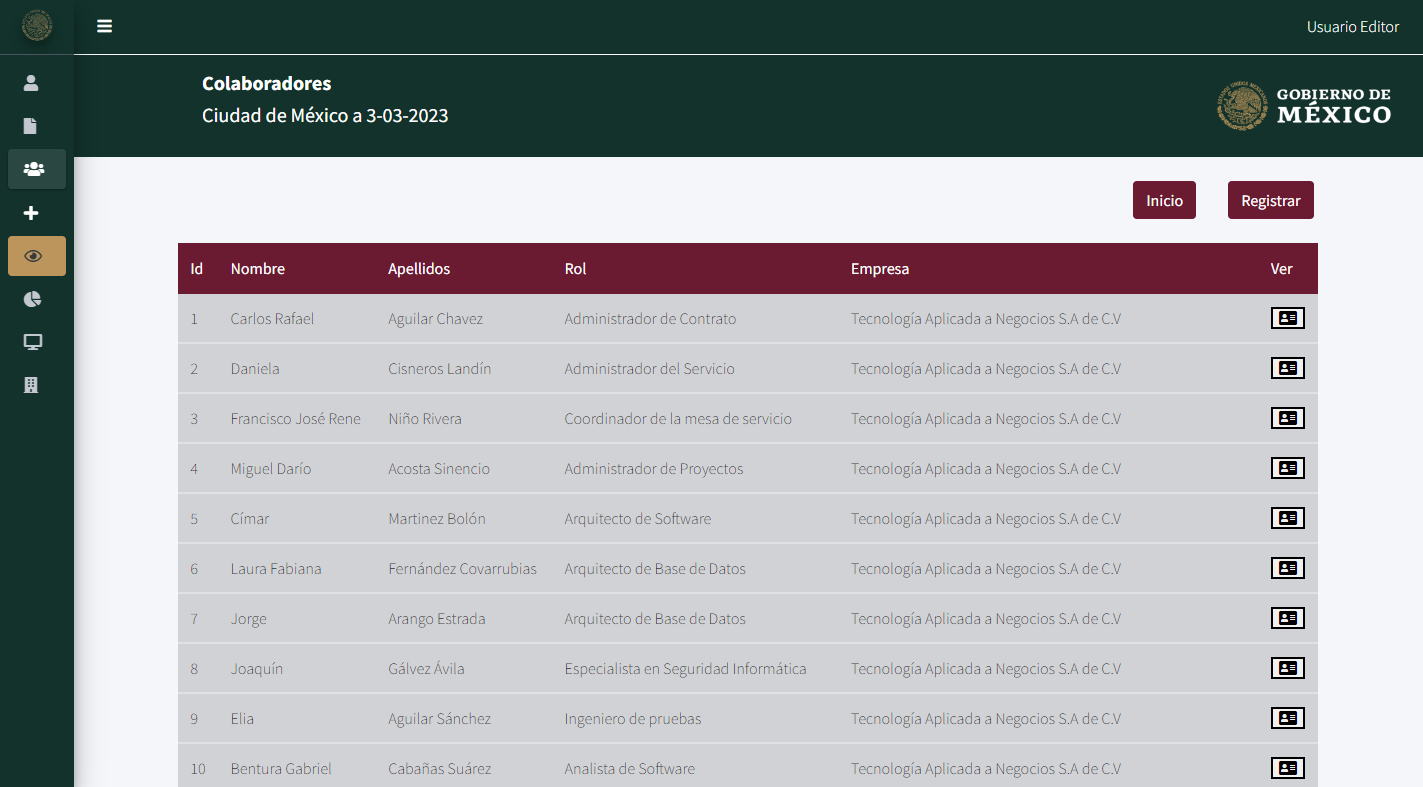 Usuario Editor
Colaboradores
Ciudad de México a 3-03-2023
GOBIERNO DE
MÉXICO
Inicio Registrar
Id Nombre Apellidos Rol Empresa Ver
1 Carlos Rafael Aguilar Chavez Administrador de Contrato Tecnología Aplicada a Negocios S.A de C.V
2 Daniela Cisneros Landín Administrador del Servicio Tecnología Aplicada a Negocios S.A de C.V
3 Francisco José Rene Niño Rivera Coordinador de la mesa de servicio Tecnología Aplicada a Negocios S.A de C.V
4 Miguel Darío Acosta Sinencio Administrador de Proyectos Tecnología Aplicada a Negocios S.A de C.V
5 Címar Martinez Bolón Arquitecto de Software Tecnología Aplicada a Negocios S.A de C.V
6 Laura Fabiana Fernández Covarrubias Arquitecto de Base de Datos Tecnología Aplicada a Negocios S.A de C.V
7 Jorge Arango Estrada Arquitecto de Base de Datos Tecnología Aplicada a Negocios S.A de C.V
8 Joaquín Gálvez Ávila Especialista en Seguridad Informática Tecnología Aplicada a Negocios S.A de C.V
9 Elia Aguilar Sánchez Ingeniero de pruebas Tecnología Aplicada a Negocios S.A de C.V
10 Bentura Gabriel Cabañas Suárez Analista de Software Tecnología Aplicada a Negocios S.A de C.V